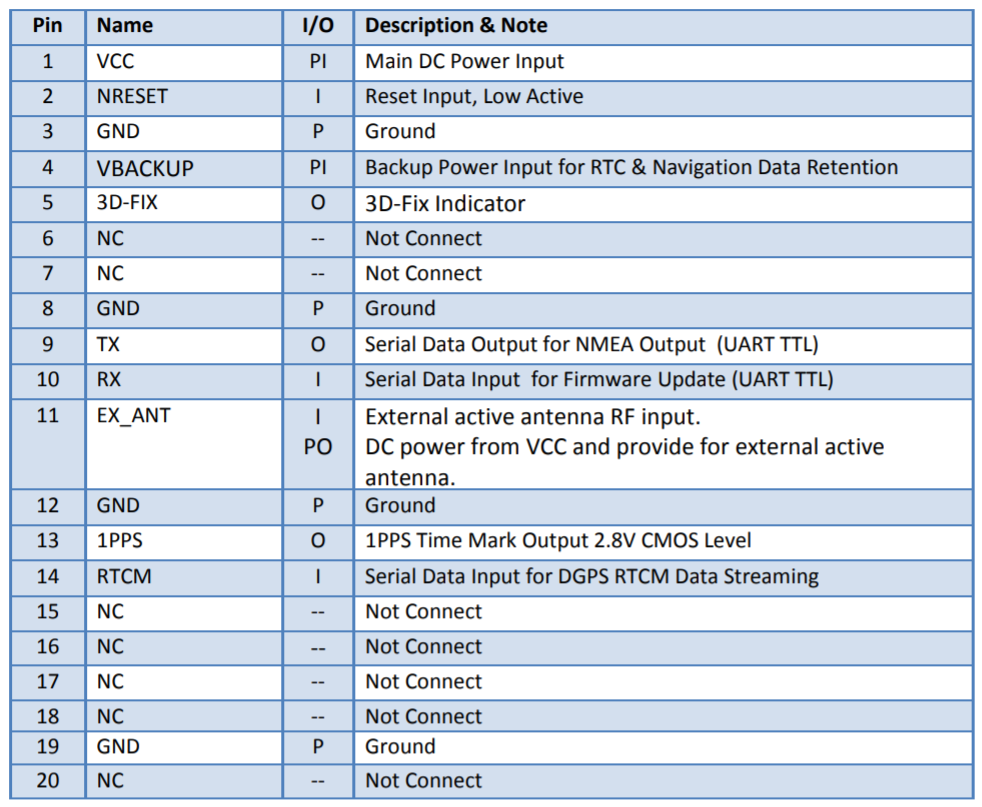 Pin Name I/O Description & Note
1 VCC PI Main DC Power Input
2 NRESET I Reset Input, Low Active
3 GND P Ground
4 VBACKUP PI Backup Power Input for RTC & Navigation Data Retention
5 3D-FIX O 3D-Fix Indicator
6 NC -- Not Connect
7 NC -- Not Connect
8 GND P Ground
9 TX O Serial Data Output for NMEA Output (UART TTL)
10 RX I Serial Data Input for Firmware Update (UART TTL)
11 EX_ANT I External active antenna RF input.
PO DC power from VCC and provide for external active
antenna.
12 GND P Ground
13 1PPS O 1PPS Time Mark Output 2.8V CMOS Level
14 RTCM I Serial Data Input for DGPS RTCM Data Streaming
15 NC -- Not Connect
16 NC -- Not Connect
17 NC -- Not Connect
18 NC -- Not Connect
19 GND P Ground
20 NC -- Not Connect